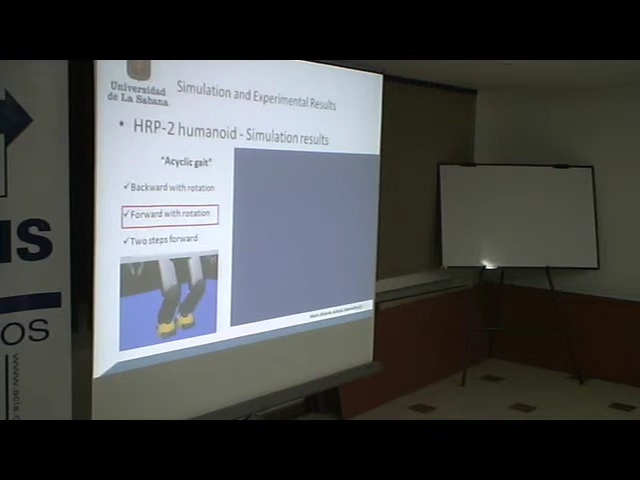 Universidad
de La Sabana
Simulation and Experimental Results
• HRP-2 humanoid - Simulation results
"Acyclic gait"
✓Backward with rotation
✓Forward with rotation
✓Two steps forward
IS
OS
www.acis.